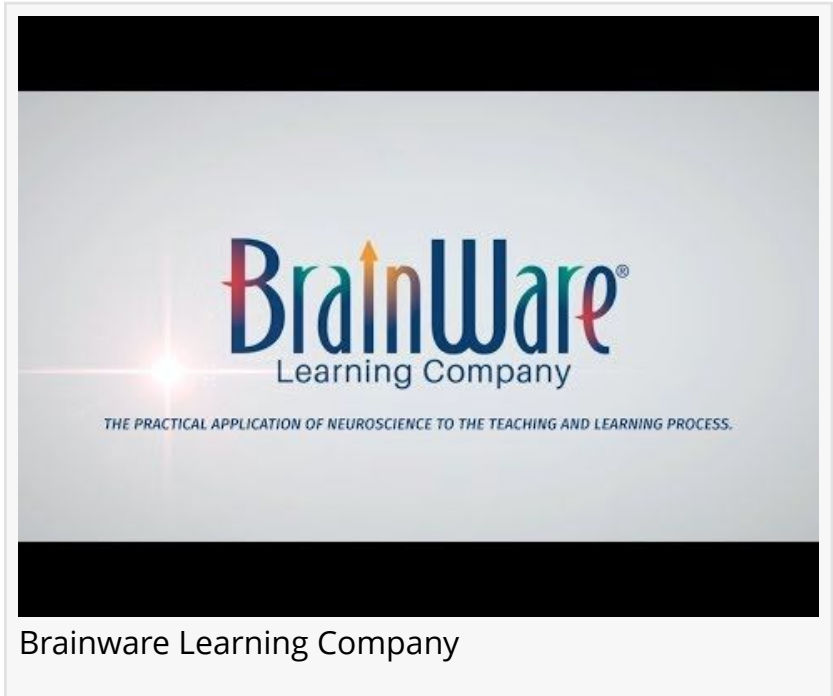 BrainWare®
Learning Company
THE PRACTICAL APPLICATION OF NEUROSCIENCE TO THE TEACHING AND LEARNING PROCESS.
Brainware Learning Company